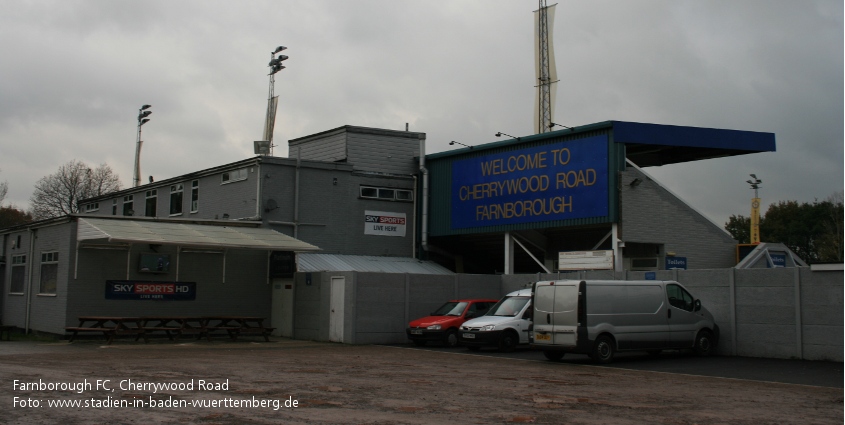 WELCOME TO
CHERRYWOOD ROAD
FARNBOROUGH
SKY SPORTS
LIVE HERE
SKY SPORTS HD
LIVE HERE
Farnborough FC, Cherrywood Road
Foto: www.stadien-in-baden-wuerttemberg.de